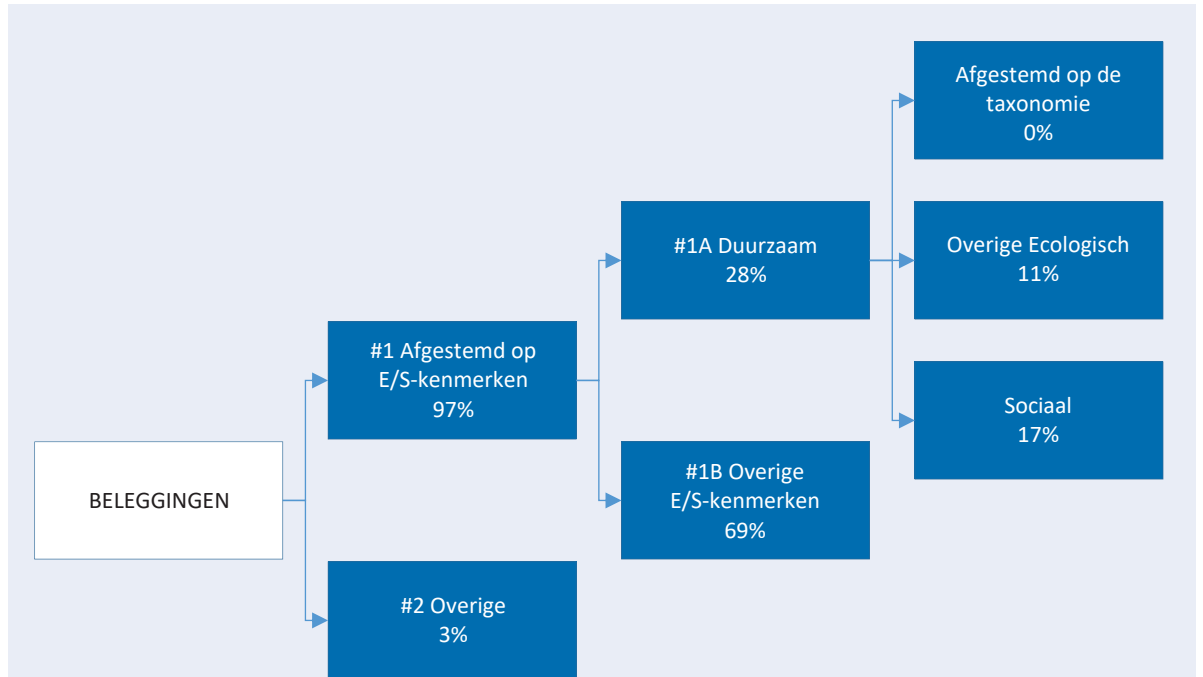 Afgestemd op de
taxonomie
0%
#1A Duurzaam
28%
Overige Ecologisch
11%
#1 Afgestemd op
E/S-kenmerken
97%
Sociaal
17%
BELEGGINGEN
#1B Overige
E/S-kenmerken
69%
#2 Overige
3%